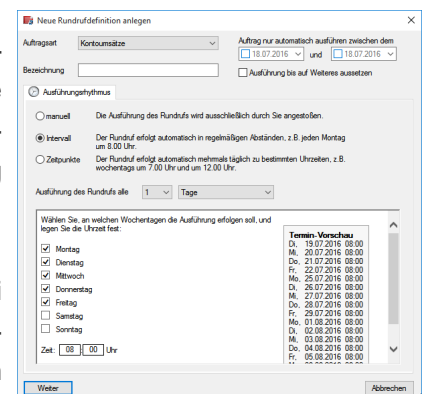 Neue Rundrufdefinition anlegen
Auftragsart Kontoumsätze
Auftrag nur automatisch ausführen zwischen dem
18.07.2016 und 18.07.2016
Bezeichnung
Ausführung bis auf Weiteres aussetzen
Ausführungsrhythmus
manuell Die Ausführung des Rundrufs wird ausschließlich durch Sie angestoßen.
Intervall Der Rundruf erfolgt automatisch in regelmäßigen Abständen, z.B. jeden Montag
um 8.00 Uhr.
Zeitpunkte Der Rundruf erfolgt automatisch mehrmals täglich zu bestimmten Uhrzeiten, z.B.
wochentags um 7.00 Uhr und um 12.00 Uhr.
Ausführung des Rundrufs alle 1 Tage
Wählen Sie, an welchen Wochentagen die Ausführung erfolgen soll, und
legen Sie die Uhrzeit fest:
Montag
Dienstag
Mittwoch
Donnerstag
Freitag
Samstag
Sonntag
Zeit: 08 : 00 Uhr
Termin-Vorschau
Di, 19.07.2016 08:00
Mi, 20.07.2016 08:00
Do, 21.07.2016 08:00
Fr, 22.07.2016 08:00
Mo, 25.07.2016 08:00
Di, 26.07.2016 08:00
Mi, 27.07.2016 08:00
Do, 28.07.2016 08:00
Fr, 29.07.2016 08:00
Mo, 01.08.2016 08:00
Di, 02.08.2016 08:00
Mi, 03.08.2016 08:00
Do, 04.08.2016 08:00
Fr, 05.08.2016 08:00
Weiter
Abbrechen